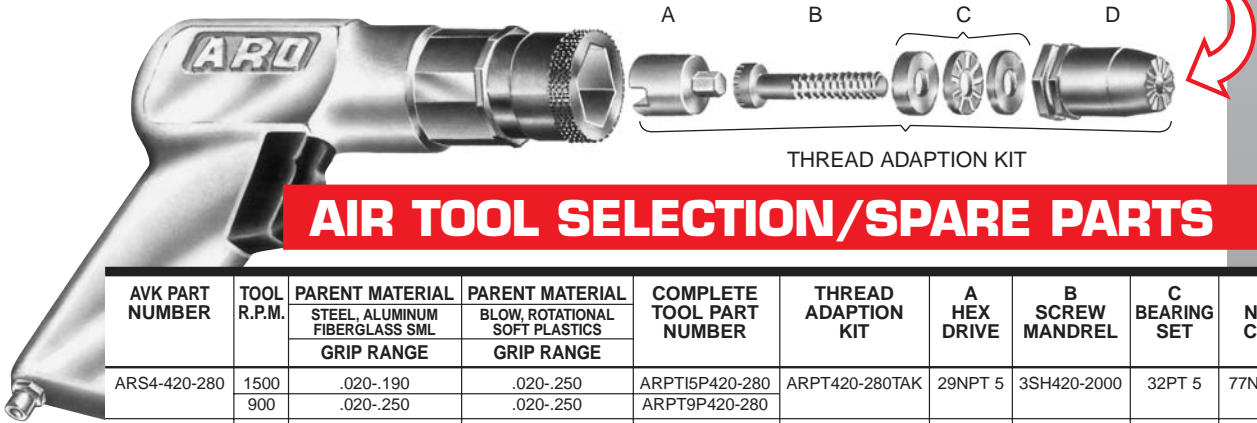 A B C D
ARO
THREAD ADAPTION KIT
AIR TOOL SELECTION/SPARE PARTS
AVK PART NUMBER
TOOL R.P.M.
PARENT MATERIAL
STEEL, ALUMINUM FIBERGLASS SML
GRIP RANGE
PARENT MATERIAL
BLOW, ROTATIONAL SOFT PLASTICS
GRIP RANGE
COMPLETE TOOL PART NUMBER
THREAD ADAPTION KIT
A HEX DRIVE
B SCREW MANDREL
C BEARING SET
ARS4-420-280 1500 .020-.190 .020-.250 ARPTI5P420-280 ARPT420-280TAK 29NPT 5 3SH420-2000 32PT 5 77N
900 .020-.250 .020-.250 ARPT9P420-280